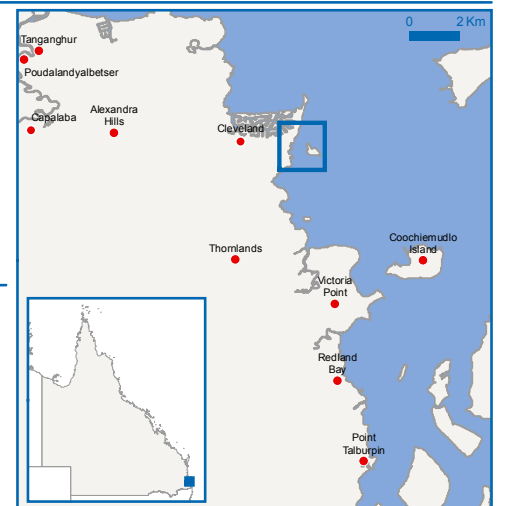 0 2 Km
Tanganghur
Poudalandyalbetser
Capalaba
Alexandra
Hills
Cleveland
Thornlands
Coochiemudlo
Island
Victoria
Point
Redland
Bay
Point
Talburpin